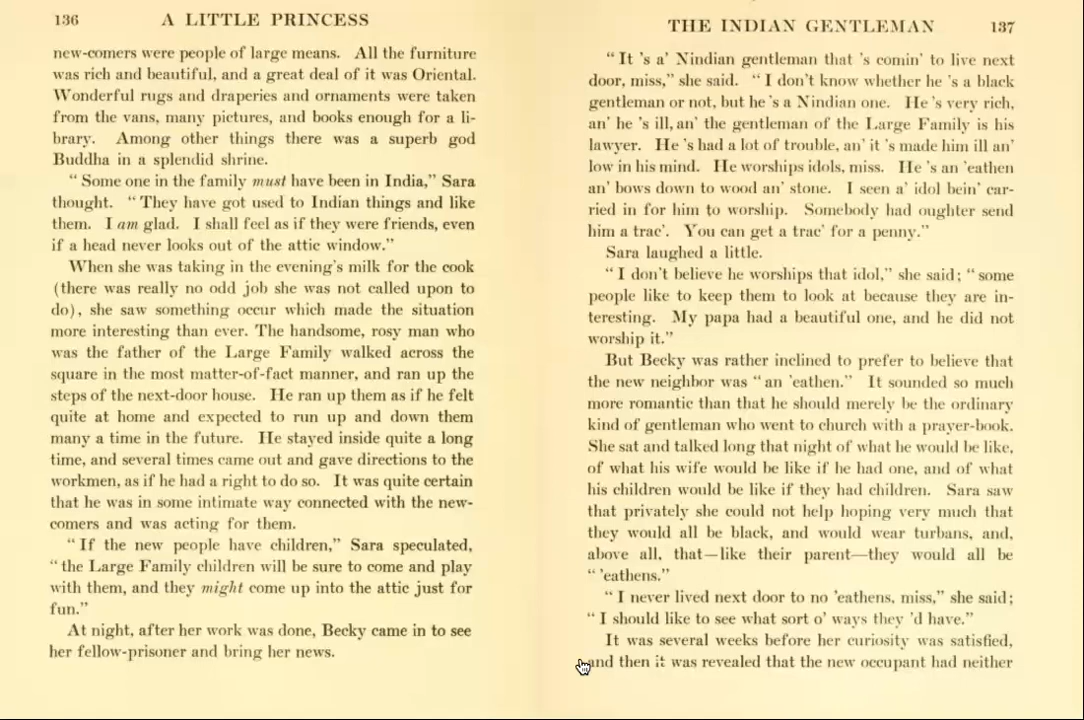 136 A LITTLE PRINCESS
new-comers were people of large means. All the furniture
was rich and beautiful, and a great deal of it was Oriental.
Wonderful rugs and draperies and ornaments were taken
from the vans, many pictures, and books enough for a li-
brary. Among other things there was a superb god
Buddha in a splendid shrine.
“ Some one in the family must have been in India,” Sara
thought. “ They have got used to Indian things and like
them. I am glad. I shall feel as if they were friends, even
if a head never looks out of the attic window.”
When she was taking in the evening's milk for the cook
(there was really no odd job she was not called upon to
do), she saw something occur which made the situation
more interesting than ever. The handsome, rosy man who
was the father of the Large Family walked across the
square in the most matter-of-fact manner, and ran up the
steps of the next-door house. He ran up them as if he felt
quite at home and expected to run up and down them
many a time in the future. He stayed inside quite a long
time, and several times came out and gave directions to the
workmen, as if he had a right to do so. It was quite certain
that he was in some intimate way connected with the new-
comers and was acting for them.
“ If the new people have children,” Sara speculated,
“ the Large Family children will be sure to come and play
with them, and they might come up into the attic just for
fun.”
At night, after her work was done, Becky came in to see
her fellow-prisoner and bring her news.
THE INDIAN GENTLEMAN 137
“ It 's a' Nindian gentleman that 's comin' to live next
door, miss,” she said. “ I don't know whether he 's a black
gentleman or not, but he 's a Nindian one. He 's very rich,
an' he 's ill, an' the gentleman of the Large Family is his
lawyer. He 's had a lot of trouble, an' it 's made him ill an'
low in his mind. He worships idols, miss. He 's an 'eathen
an' bows down to wood an' stone. I seen a' idol bein' car-
ried in for him to worship. Somebody had oughter send
him a trac'. You can get a trac' for a penny.”
Sara laughed a little.
“ I don't believe he worships that idol,” she said; “ some
people like to keep them to look at because they are in-
teresting. My papa had a beautiful one, and he did not
worship it.”
But Becky was rather inclined to prefer to believe that
the new neighbor was “ an 'eathen.” It sounded so much
more romantic than that he should merely be the ordinary
kind of gentleman who went to church with a prayer-book.
She sat and talked long that night of what he would be like,
of what his wife would be like if he had one, and of what
his children would be like if they had children. Sara saw
that privately she could not help hoping very much that
they would all be black, and would wear turbans, and,
above all, that—like their parent—they would all be
“ 'eathens.”
“ I never lived next door to no 'eathens, miss,” she said;
“ I should like to see what sort o' ways they 'd have.”
It was several weeks before her curiosity was satisfied,
and then it was revealed that the new occupant had neither